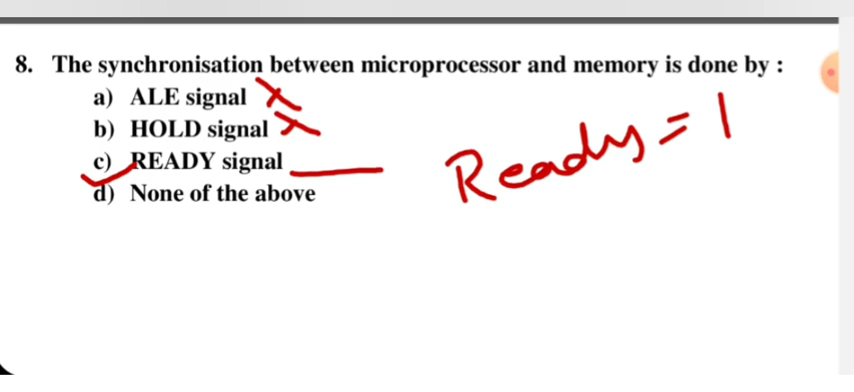 8. The synchronisation between microprocessor and memory is done by :
a) ALE signal
b) HOLD signal
c) READY signal
d) None of the above
Ready = 1